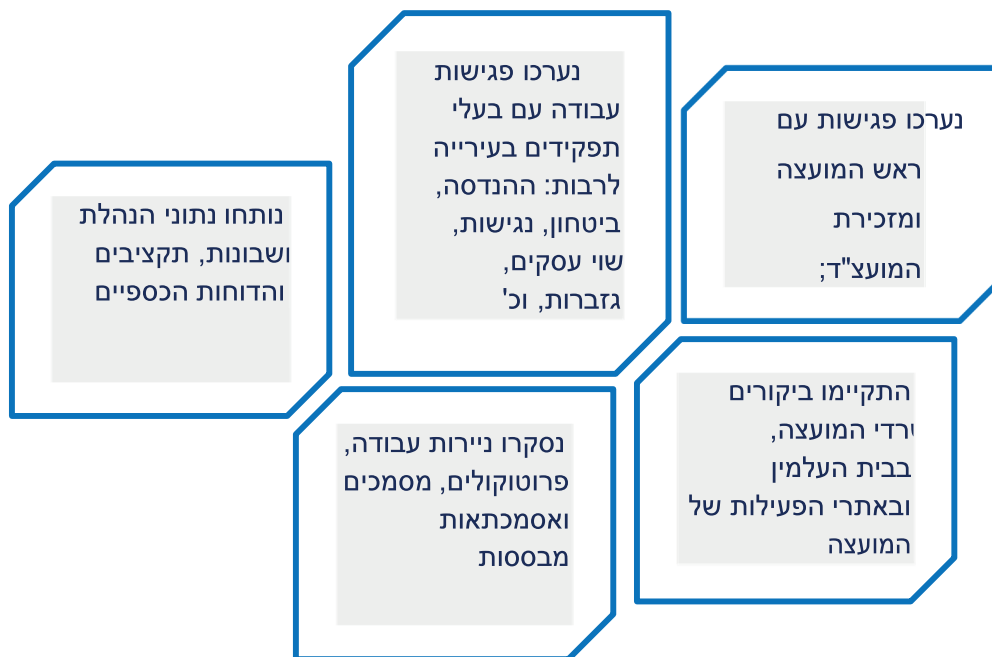 נערכו פגישות עם
ראש המועצה
ומזכירת
המועצ"ד;
נערכו פגישות
עבודה עם בעלי
תפקידים בעירייה
לרבות: ההנדסה,
ביטחון, נגישות,
שוי עסקים,
גזברות, וכ'
נותחו נתוני הנהלת
תקציבים
והדוחות הכספיים
התקיימו ביקורים
המועצה,
בבית העלמין
ובאתרי הפעילות של
המועצה
נסקרו ניירות עבודה,
פרוטוקולים, מסמכים
ואסמכתאות
מבססות